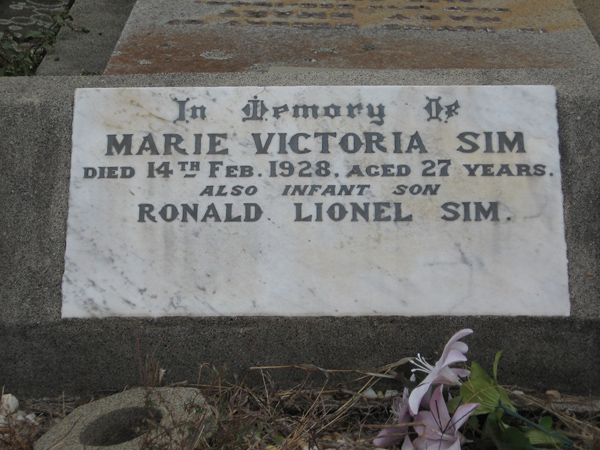 In Memory Of
MARIE VICTORIA SIM
DIED 14TH FEB. 1928, AGED 27 YEARS.
ALSO INFANT SON
RONALD LIONEL SIM.